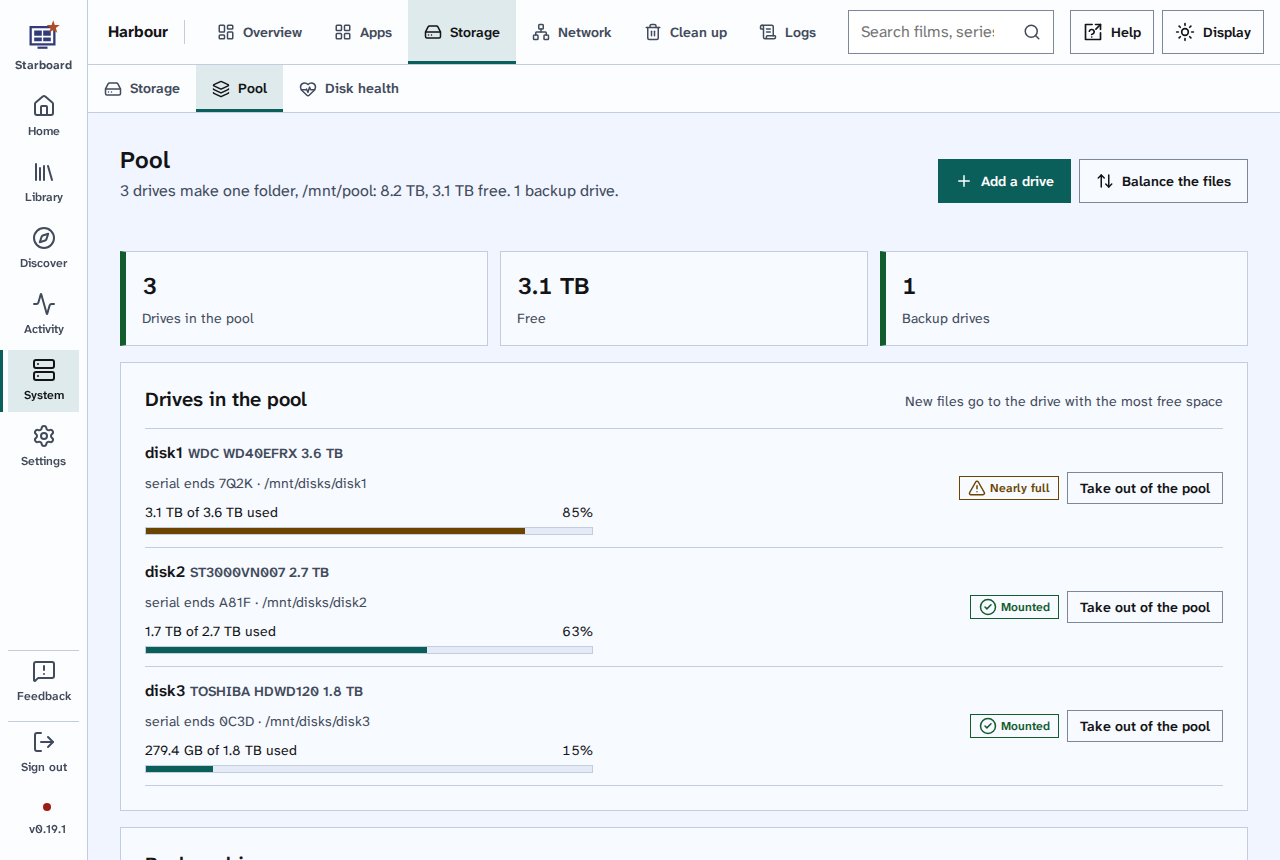 Starboard
Home
Library
Discover
Activity
System
Settings
Feedback
Sign out
v0.19.1
Harbour
Overview
Apps
Storage
Network
Clean up
Logs
Search films, series
Help
Display
Storage
Pool
Disk health
Pool
3 drives make one folder, /mnt/pool: 8.2 TB, 3.1 TB free. 1 backup drive.
Add a drive
Balance the files
3
Drives in the pool
3.1 TB
Free
1
Backup drives
Drives in the pool
New files go to the drive with the most free space
disk1 WDC WD40EFRX 3.6 TB
serial ends 7Q2K · /mnt/disks/disk1
3.1 TB of 3.6 TB used 85%
Nearly full
Take out of the pool
disk2 ST3000VN007 2.7 TB
serial ends A81F · /mnt/disks/disk2
1.7 TB of 2.7 TB used 63%
Mounted
Take out of the pool
disk3 TOSHIBA HDWD120 1.8 TB
serial ends 0C3D · /mnt/disks/disk3
279.4 GB of 1.8 TB used 15%
Mounted
Take out of the pool